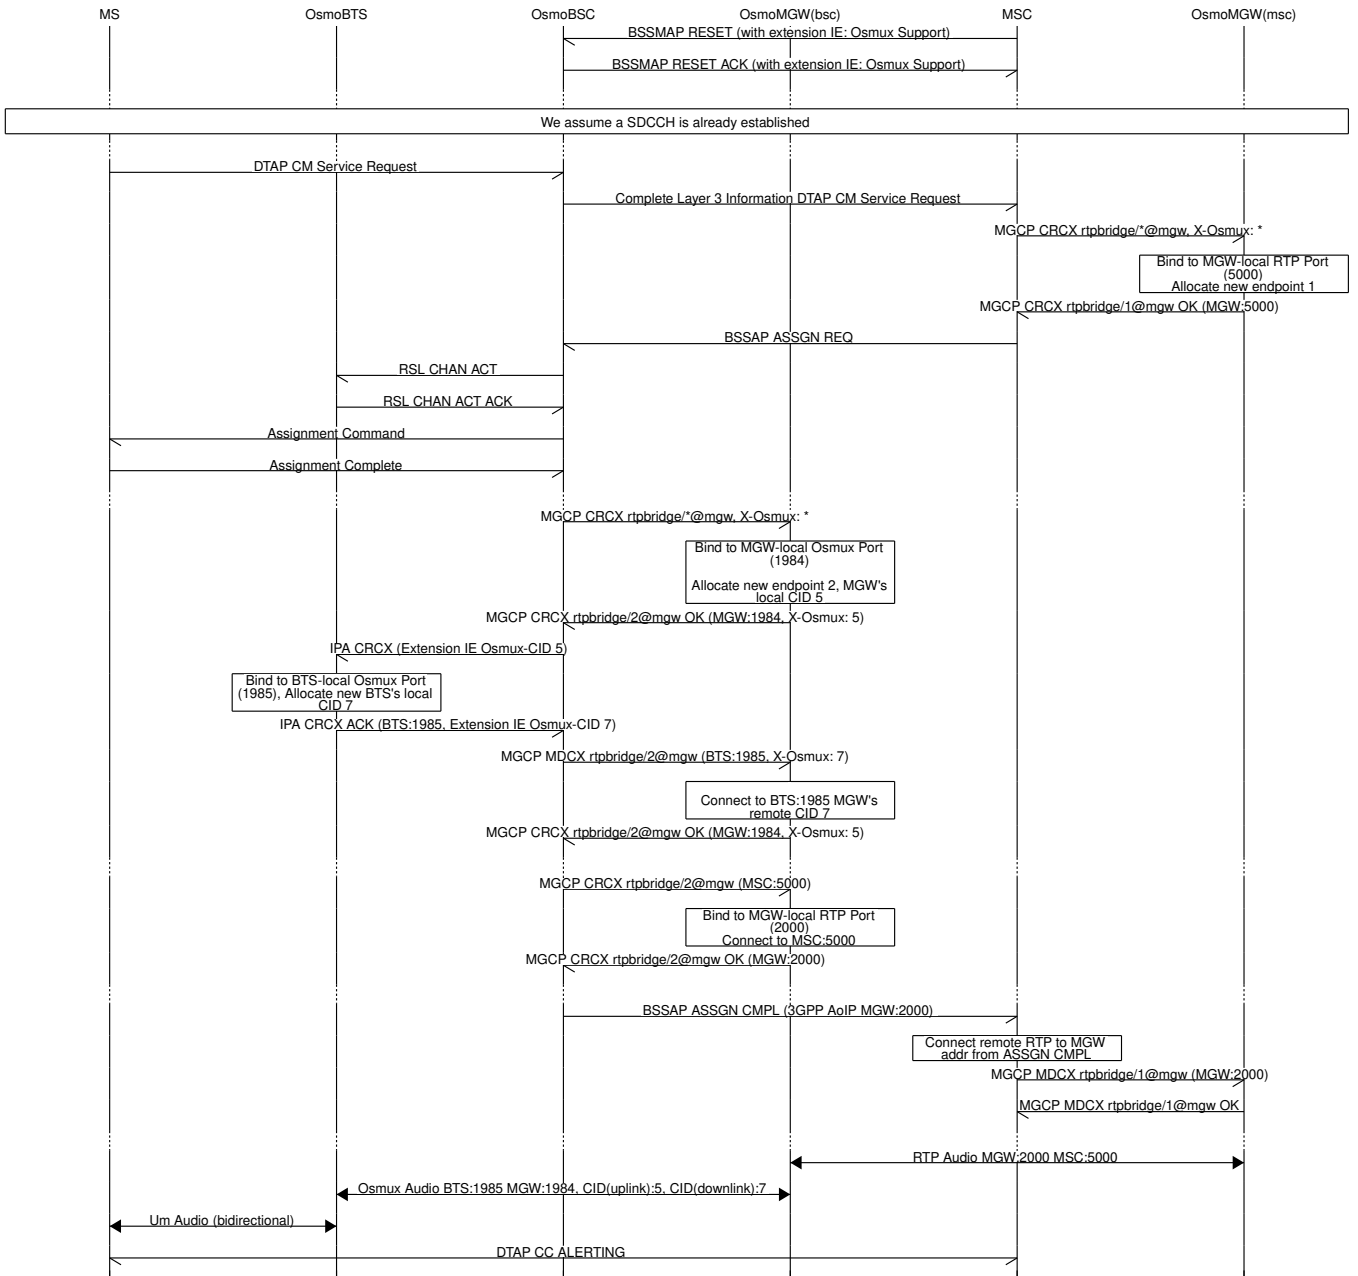 MS OsmoBTS OsmoBSC OsmoMGW(bsc) MSC OsmoMGW(msc)
BSSMAP RESET (with extension IE: Osmux Support)
BSSMAP RESET ACK (with extension IE: Osmux Support)
We assume a SDCCH is already established
DTAP CM Service Request
Complete Layer 3 Information DTAP CM Service Request
MGCP CRCX rtpbridge/*@mgw, X-Osmux: *
Bind to MGW-local RTP Port
(5000)
Allocate new endpoint 1
MGCP CRCX rtpbridge/1@mgw OK (MGW:5000)
BSSAP ASSGN REQ
RSL CHAN ACT
RSL CHAN ACT ACK
Assignment Command
Assignment Complete
MGCP CRCX rtpbridge/*@mgw, X-Osmux: *
Bind to MGW-local Osmux Port
(1984)
Allocate new endpoint 2, MGW's
local CID 5
MGCP CRCX rtpbridge/2@mgw OK (MGW:1984, X-Osmux: 5)
IPA CRCX (Extension IE Osmux-CID 5)
Bind to BTS-local Osmux Port
(1985), Allocate new BTS's local
CID 7
IPA CRCX ACK (BTS:1985, Extension IE Osmux-CID 7)
MGCP MDCX rtpbridge/2@mgw (BTS:1985, X-Osmux: 7)
Connect to BTS:1985 MGW's
remote CID 7
MGCP CRCX rtpbridge/2@mgw OK (MGW:1984, X-Osmux: 5)
MGCP CRCX rtpbridge/2@mgw (MSC:5000)
Bind to MGW-local RTP Port
(2000)
Connect to MSC:5000
MGCP CRCX rtpbridge/2@mgw OK (MGW:2000)
BSSAP ASSGN CMPL (3GPP AoIP MGW:2000)
Connect remote RTP to MGW
addr from ASSGN CMPL
MGCP MDCX rtpbridge/1@mgw (MGW:2000)
MGCP MDCX rtpbridge/1@mgw OK
RTP Audio MGW:2000 MSC:5000
Osmux Audio BTS:1985 MGW:1984, CID(uplink):5, CID(downlink):7
Um Audio (bidirectional)
DTAP CC ALERTING